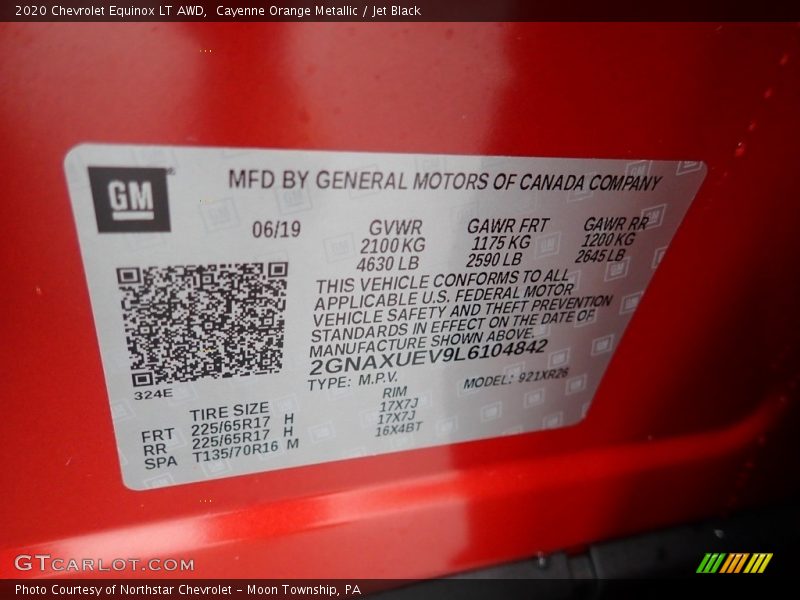 2020 Chevrolet Equinox LT AWD,  Cayenne Orange Metallic / Jet Black
GM
MFD BY GENERAL MOTORS OF CANADA COMPANY
06/19 GVWR GAWR FRT GAWR RR
2100 KG 1175 KG 1200 KG
4630 LB 2590 LB 2645 LB
THIS VEHICLE CONFORMS TO ALL
APPLICABLE U.S. FEDERAL MOTOR
VEHICLE SAFETY AND THEFT PREVENTION
STANDARDS IN EFFECT ON THE DATE OF
MANUFACTURE SHOWN ABOVE.
2GNAXUEV9L6104842
324E TYPE: M.P.V. MODEL: 921XR26
TIRE SIZE RIM
FRT 225/65R17 H 17X7J
RR 225/65R17 H 17X7J
SPA T135/70R16 M 16X4BT
GTCARLOT.COM
Photo Courtesy of Northstar Chevrolet - Moon Township, PA